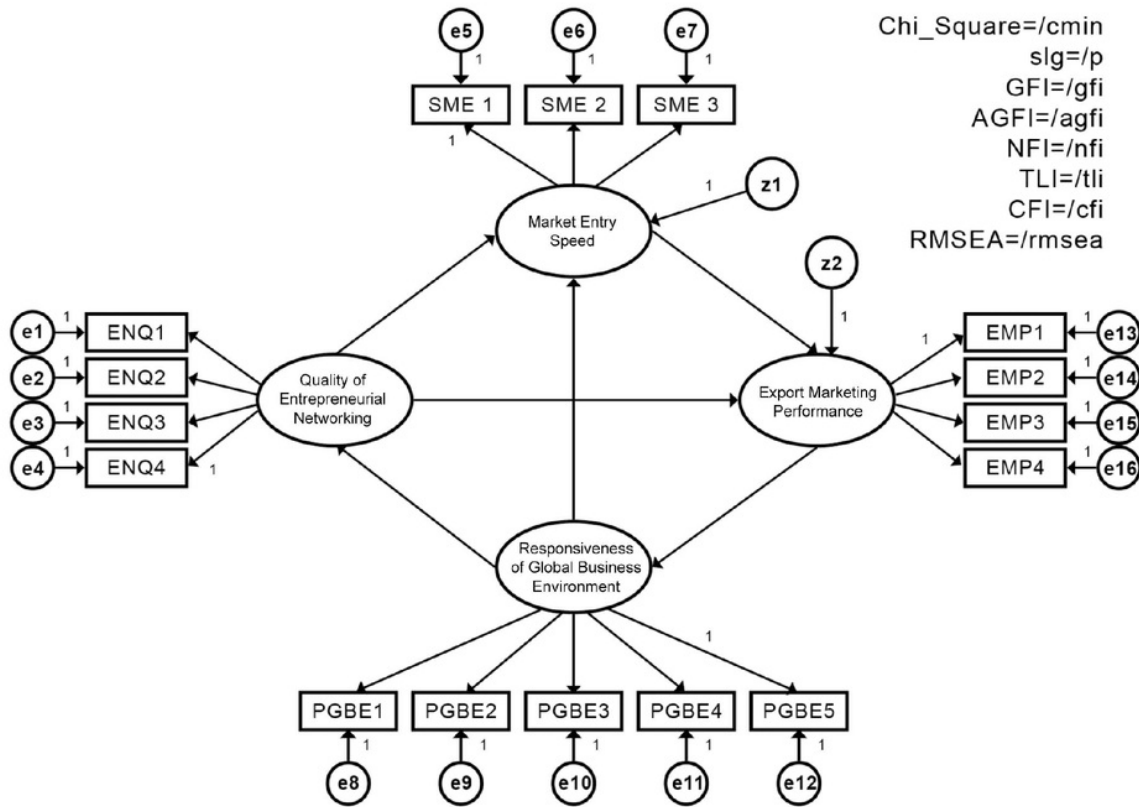 e5
e6
e7
1
1
1
SME 1
SME 2
SME 3
1
Chi_Square=/cmin
sIg=/p
GFI=/gfi
AGFI=/agfi
NFI=/nfi
TLI=/tli
CFI=/cfi
RMSEA=/rmsea
z1
1
Market Entry
Speed
z2
1
e1
1
ENQ1
e2
1
ENQ2
e3
1
ENQ3
e4
1
ENQ4
1
Quality of
Entrepreneurial
Networking
Export Marketing
Performance
1
EMP1
1
e13
EMP2
1
e14
EMP3
1
e15
EMP4
1
e16
Responsiveness
of Global Business
Environment
1
PGBE1
PGBE2
PGBE3
PGBE4
PGBE5
1
1
1
1
1
e8
e9
e10
e11
e12